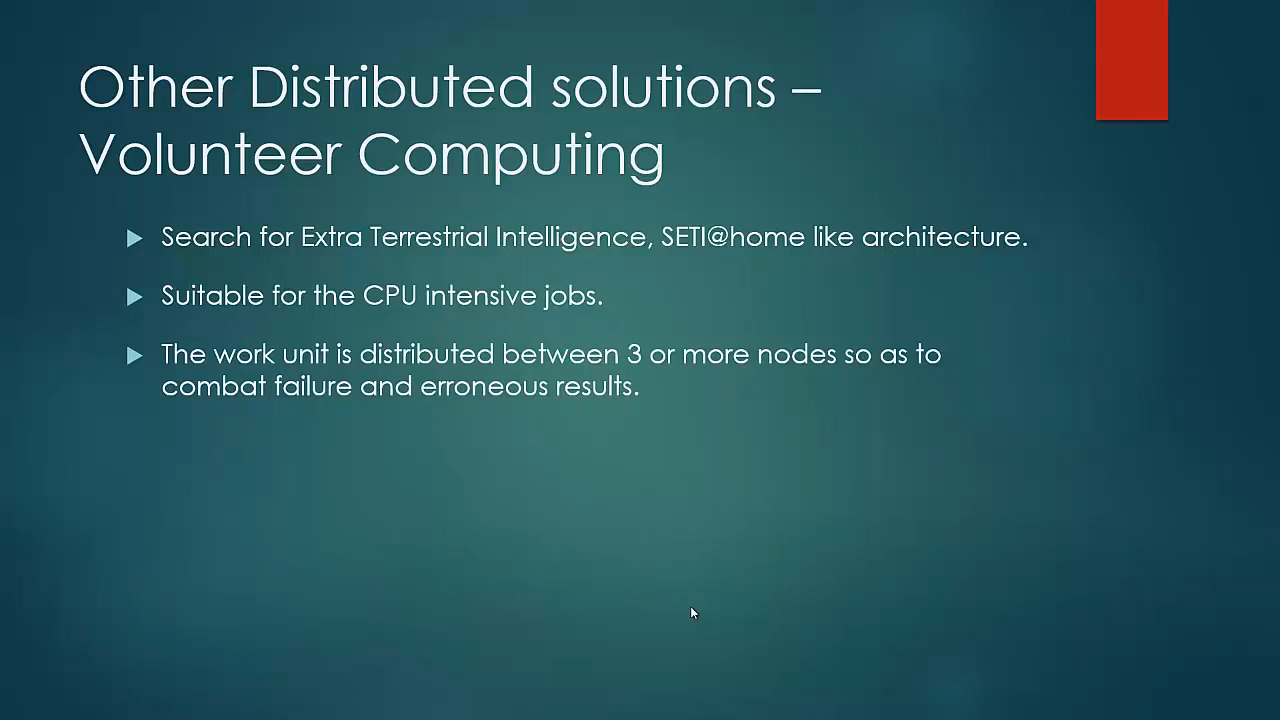 Other Distributed solutions –
Volunteer Computing
Search for Extra Terrestrial Intelligence, SETI@home like architecture.
Suitable for the CPU intensive jobs.
The work unit is distributed between 3 or more nodes so as to
combat failure and erroneous results.